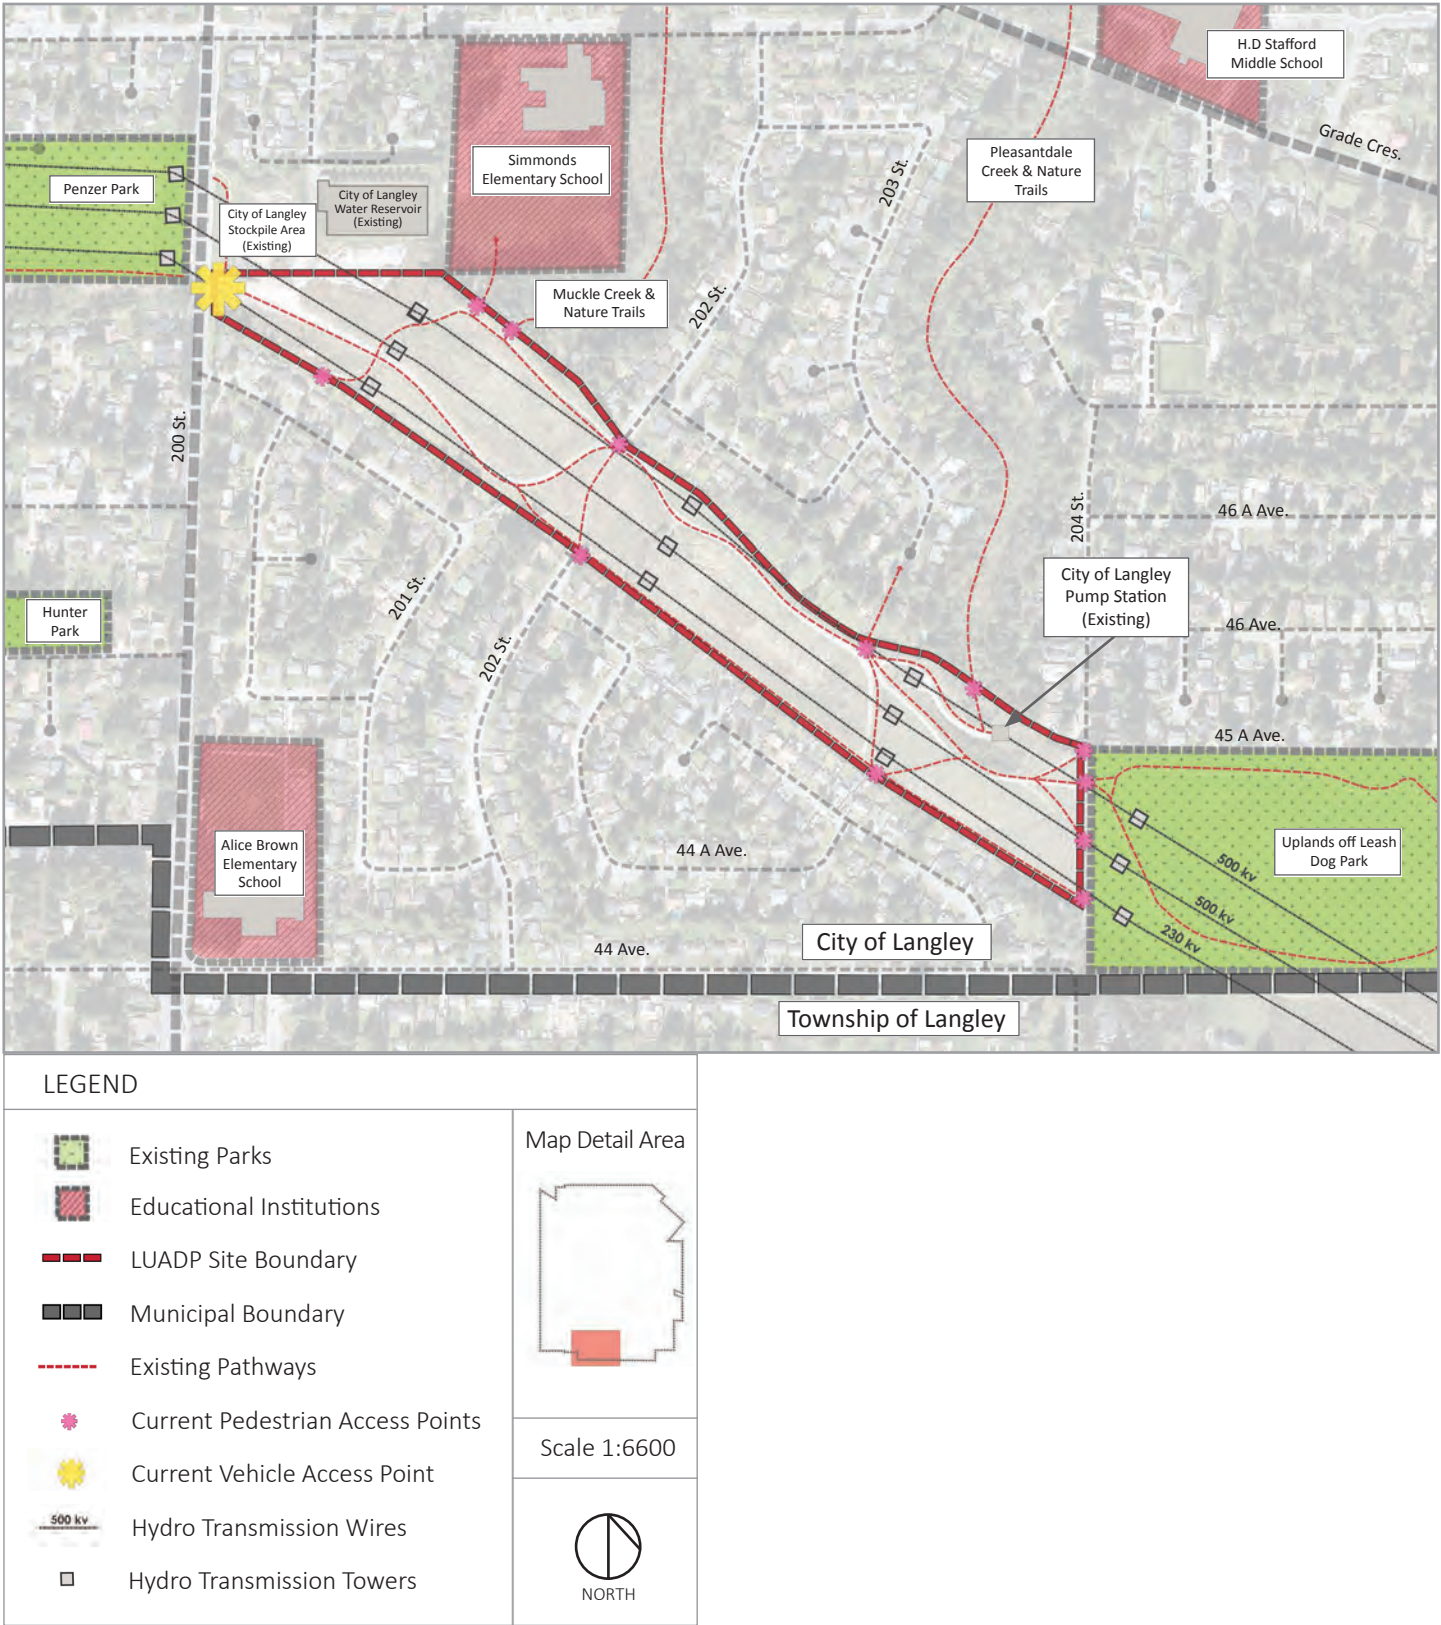 H.D Stafford
Middle School
Grade Cres.
Simmonds
Elementary School
Pleasantdale
Creek & Nature
Trails
203 St.
Penzer Park
City of Langley
Water Reservoir
(Existing)
City of Langley
Stockpile Area
(Existing)
Muckle Creek &
Nature Trails
202 St.
200 St.
204 St.
46 A Ave.
City of Langley
Pump Station
(Existing)
201 St.
Hunter
Park
46 Ave.
202 St.
45 A Ave.
Alice Brown
Elementary
School
44 A Ave.
Uplands off Leash
Dog Park
500 kv
500 kv
230 kv
44 Ave.
City of Langley
Township of Langley
LEGEND
Existing Parks
Educational Institutions
LUADP Site Boundary
Municipal Boundary
Existing Pathways
Current Pedestrian Access Points
Current Vehicle Access Point
500 kv
Hydro Transmission Wires
Hydro Transmission Towers
Map Detail Area
Scale 1:6600
NORTH